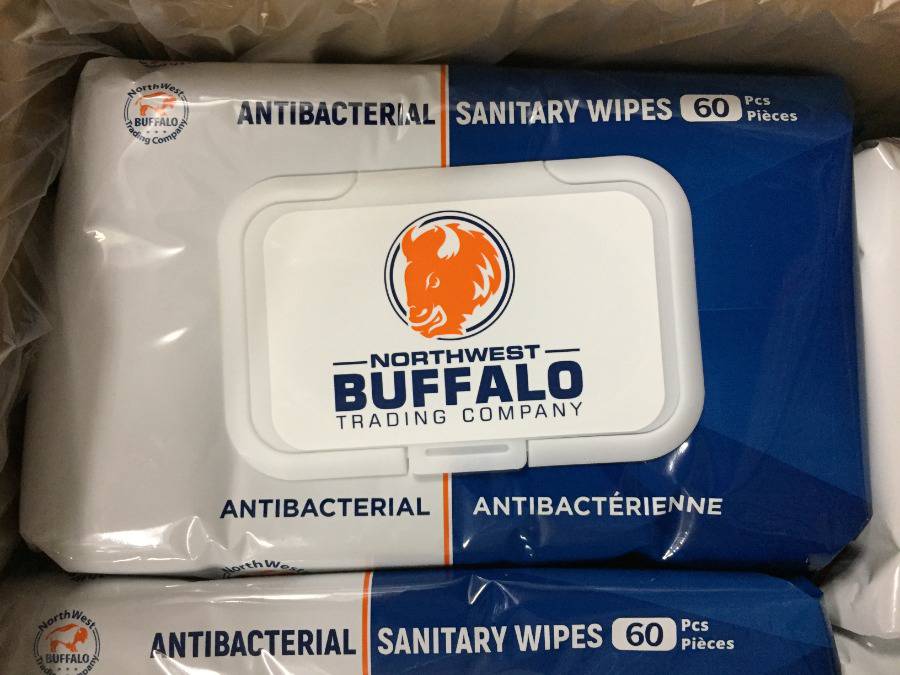 NorthWest
BUFFALO
Trading Company
ANTIBACTERIAL SANITARY WIPES 60 Pcs
Pièces
NORTHWEST
BUFFALO
TRADING COMPANY
ANTIBACTERIAL ANTIBACTÉRIENNE
NorthWest
NorthWest
BUFFALO
Trading Company
ANTIBACTERIAL SANITARY WIPES 60 Pcs
Pièces